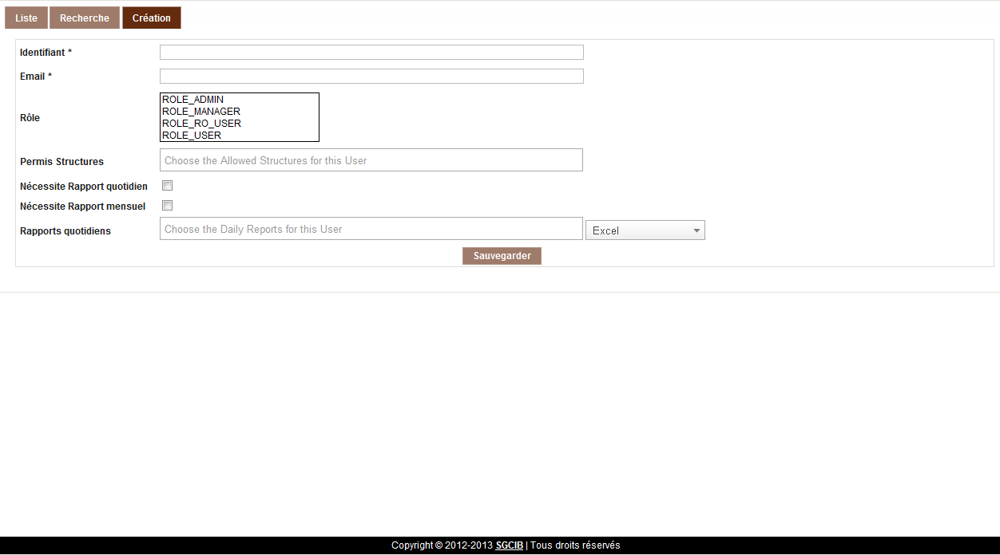 Liste Recherche Création
Identifiant *
Email *
Rôle
ROLE_ADMIN
ROLE_MANAGER
ROLE_RO_USER
ROLE_USER
Permis Structures Choose the Allowed Structures for this User
Nécessite Rapport quotidien
Nécessite Rapport mensuel
Rapports quotidiens Choose the Daily Reports for this User Excel
Sauvegarder
Copyright © 2012-2013 SGCIB | Tous droits réservés